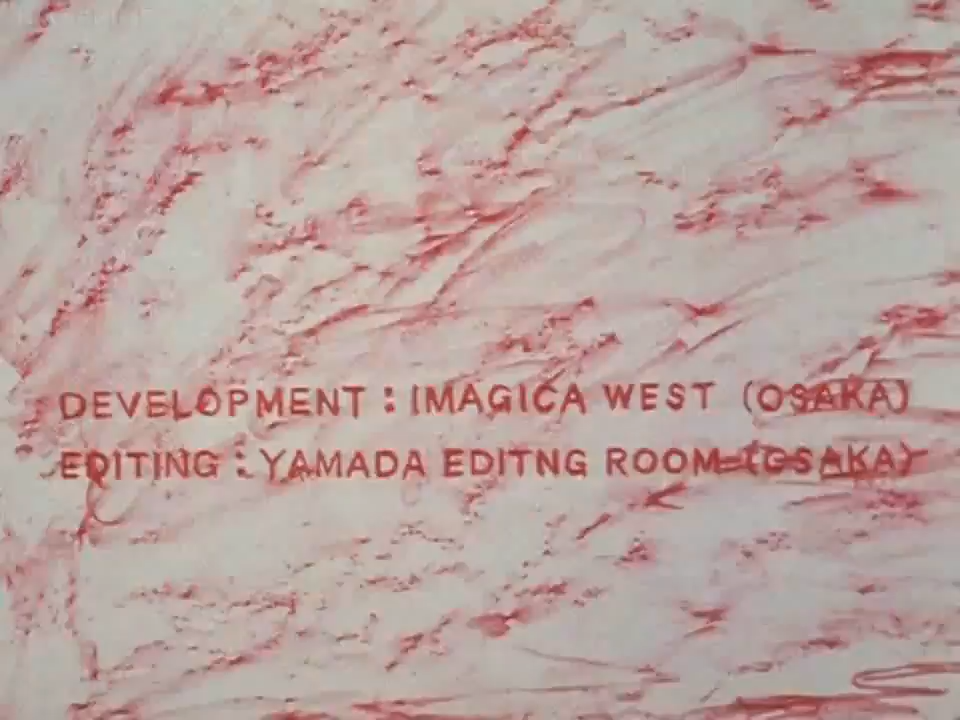 DEVELOPMENT : IMAGICA WEST (OSAKA)
EDITING : YAMADA EDITNG ROOM (OSAKA)